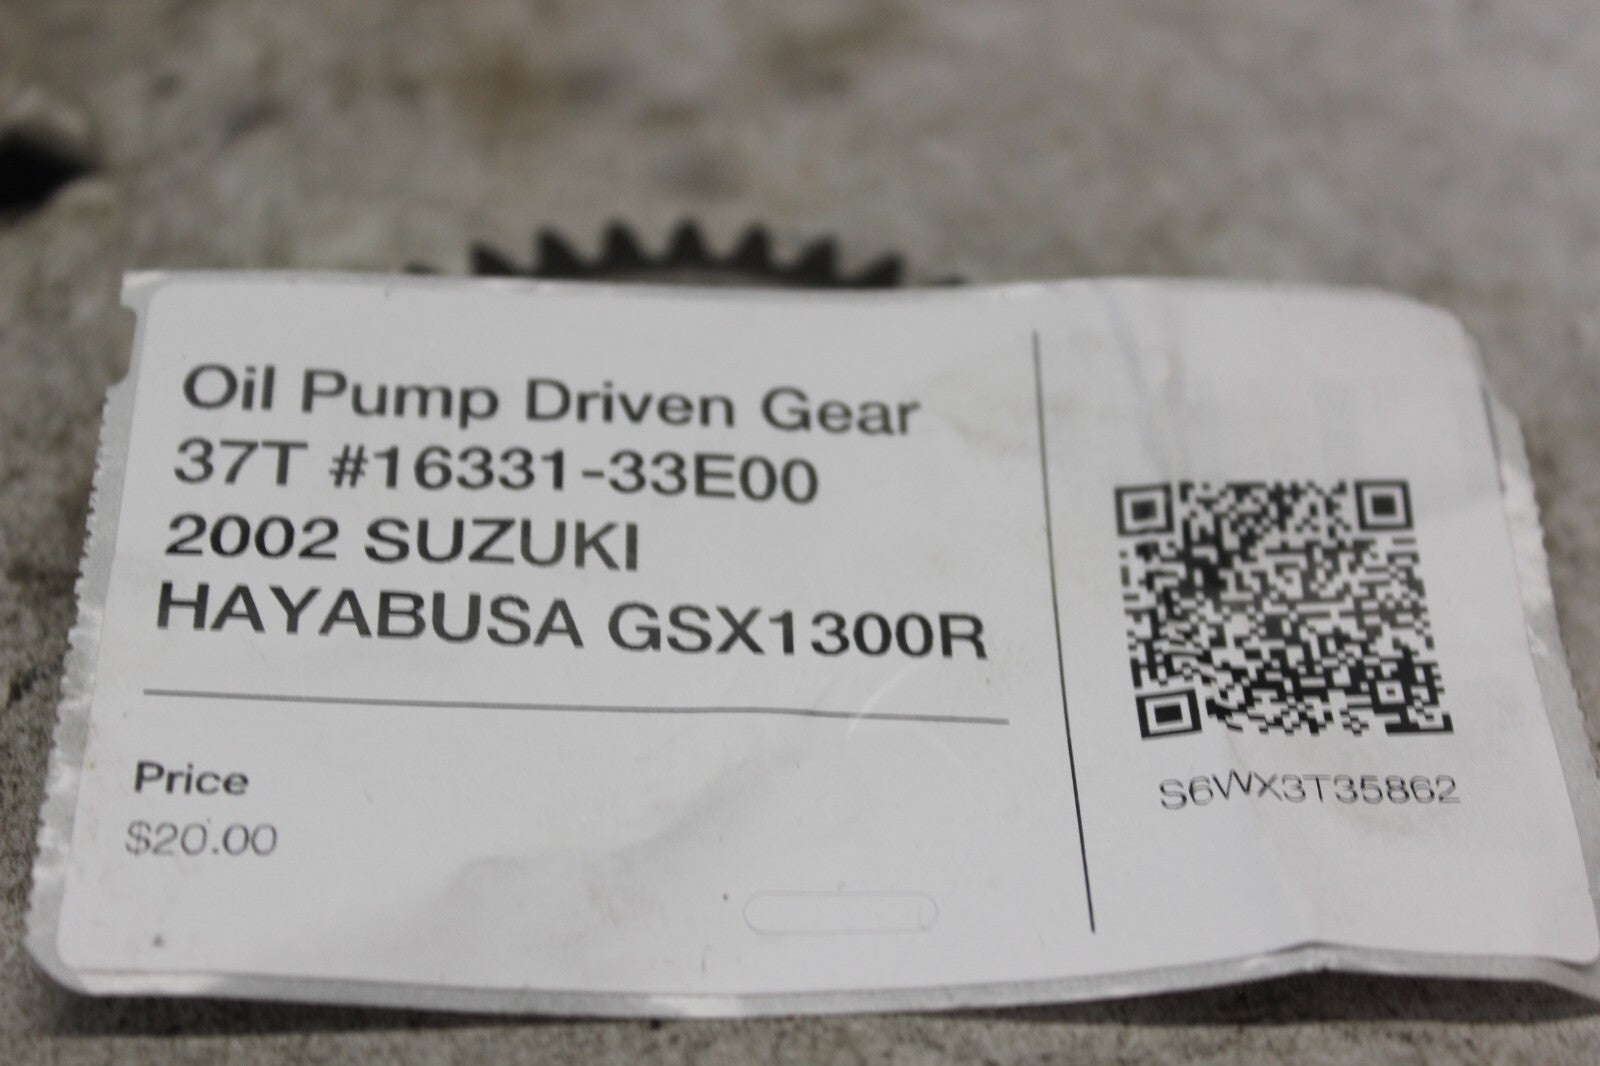 Oil Pump Driven Gear
37T #16331-33E00
2002 SUZUKI
HAYABUSA GSX1300R
Price
$20.00
S6WX3T35862